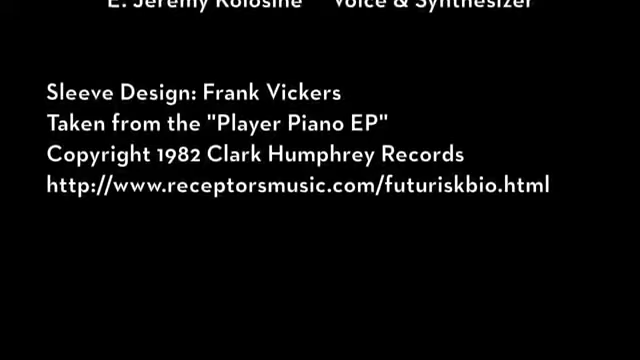 E. Jeremy Kolosine Voice & Synthesizer
Sleeve Design: Frank Vickers
Taken from the "Player Piano EP"
Copyright 1982 Clark Humphrey Records
http://www.receptorsmusic.com/futuriskbio.html